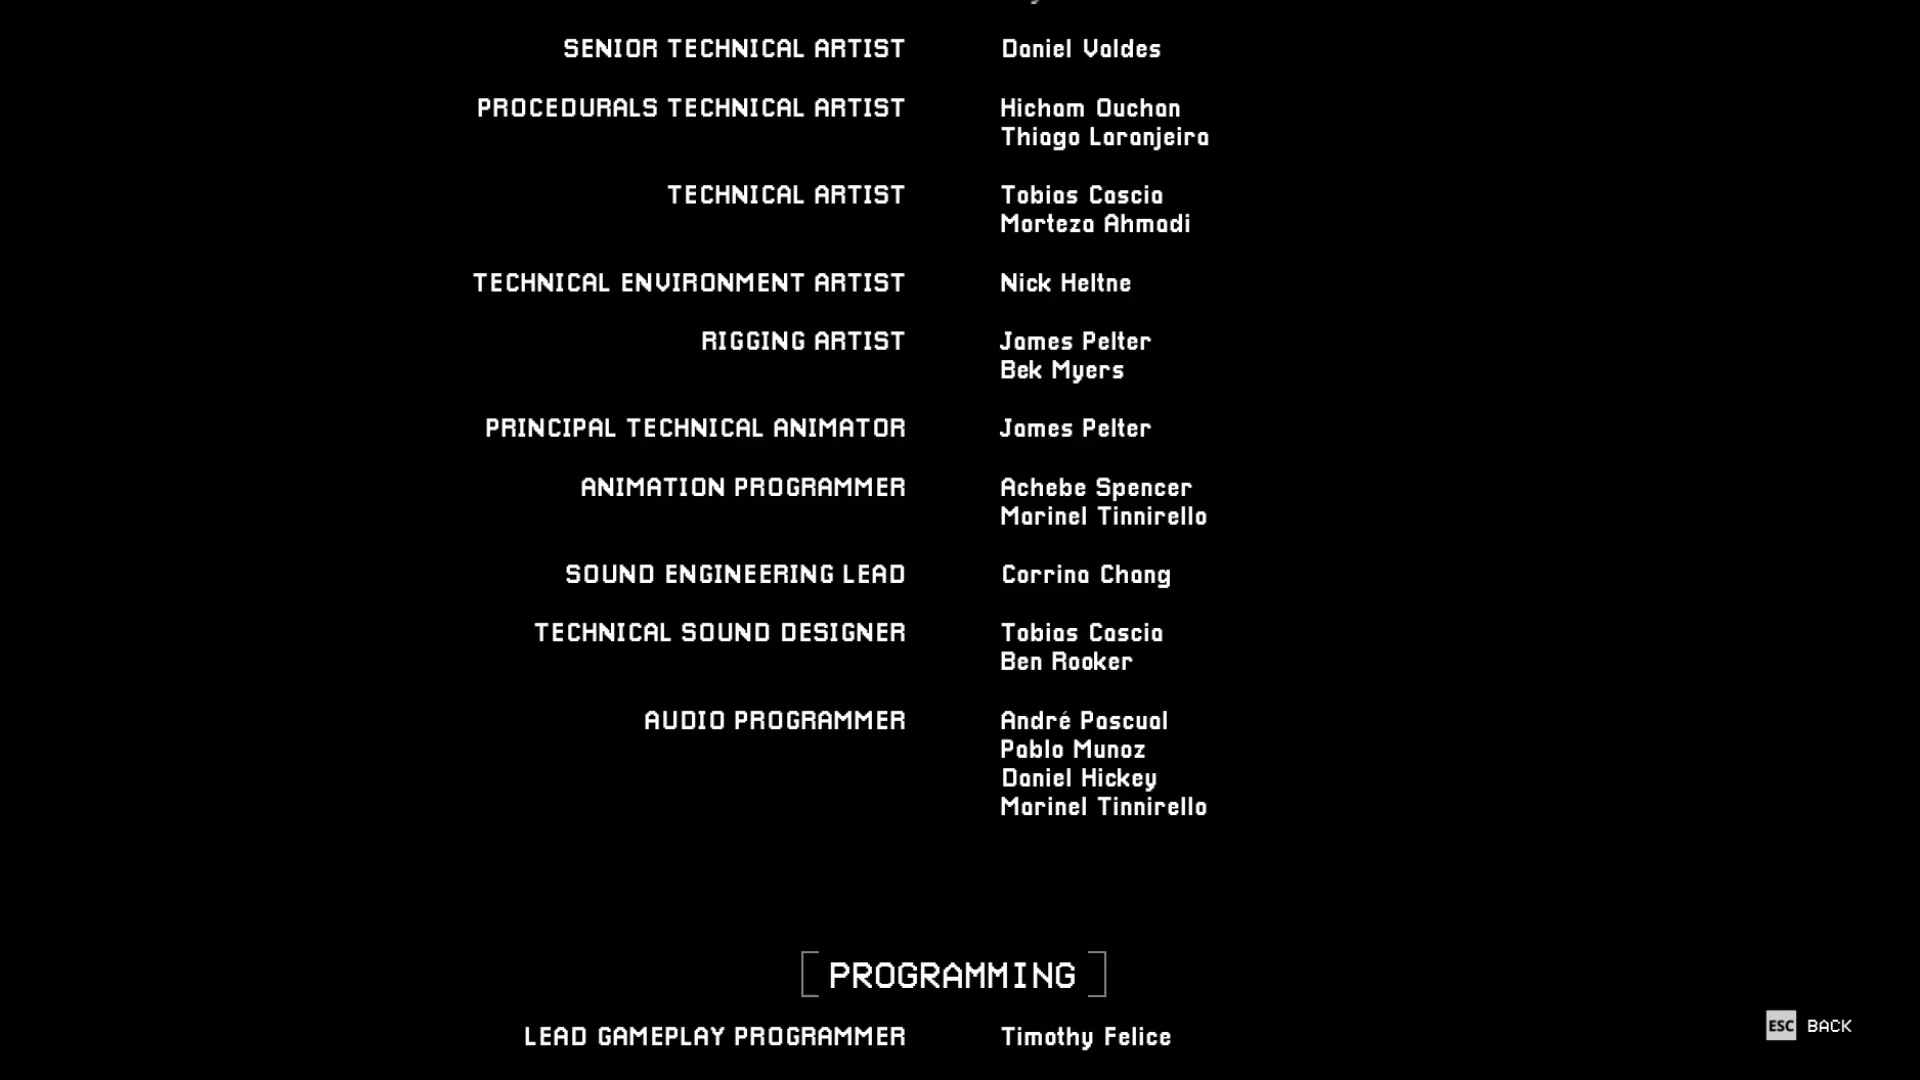 SENIOR TECHNICAL ARTIST Daniel Valdes
PROCEDURALS TECHNICAL ARTIST Hicham Ouchan
Thiago Laranjeira
TECHNICAL ARTIST Tobias Cascia
Morteza Ahmadi
TECHNICAL ENVIRONMENT ARTIST Nick Heltne
RIGGING ARTIST James Pelter
Bek Myers
PRINCIPAL TECHNICAL ANIMATOR James Pelter
ANIMATION PROGRAMMER Achebe Spencer
Marinel Tinnirello
SOUND ENGINEERING LEAD Corrina Chang
TECHNICAL SOUND DESIGNER Tobias Cascia
Ben Rooker
AUDIO PROGRAMMER André Pascual
Pablo Munoz
Daniel Hickey
Marinel Tinnirello
[PROGRAMMING]
LEAD GAMEPLAY PROGRAMMER Timothy Felice
ESC BACK